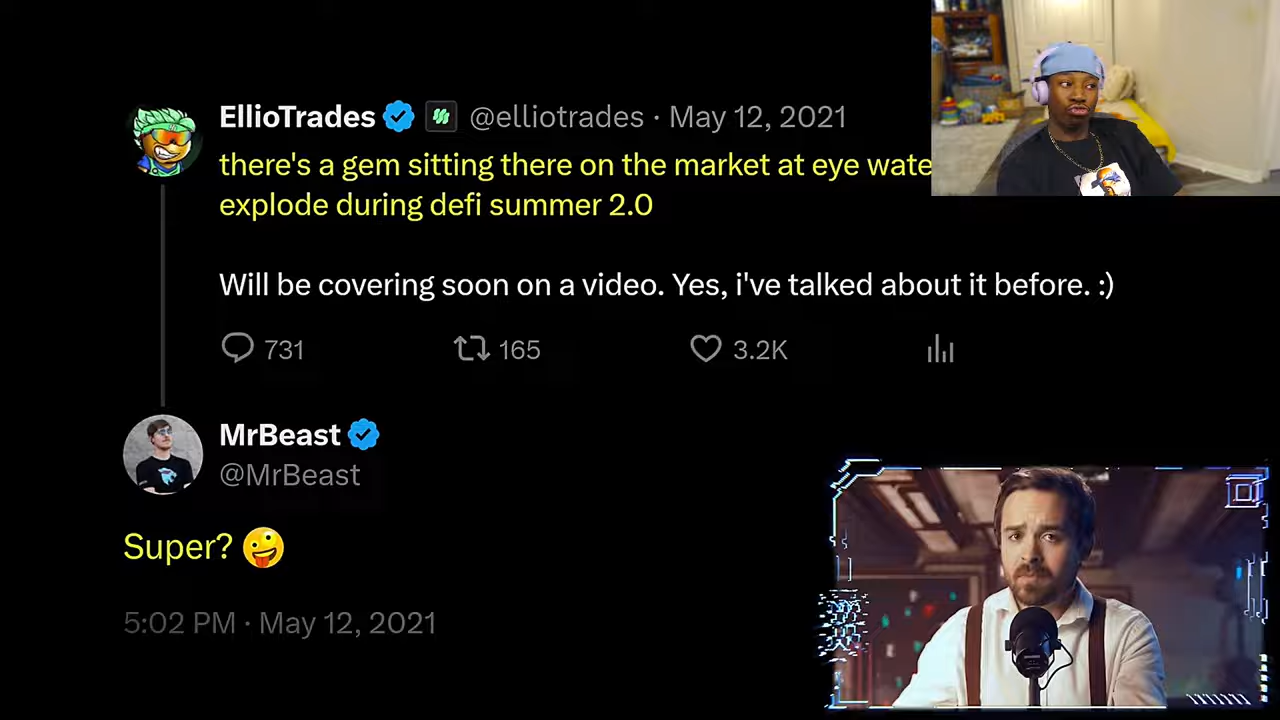 EllioTrades @elliotrades · May 12, 2021
there's a gem sitting there on the market at eye
explode during defi summer 2.0
Will be covering soon on a video. Yes, i've talked about it before. :)
731 165 3.2K
MrBeast
@MrBeast
Super? 🤪
5:02 PM · May 12, 2021